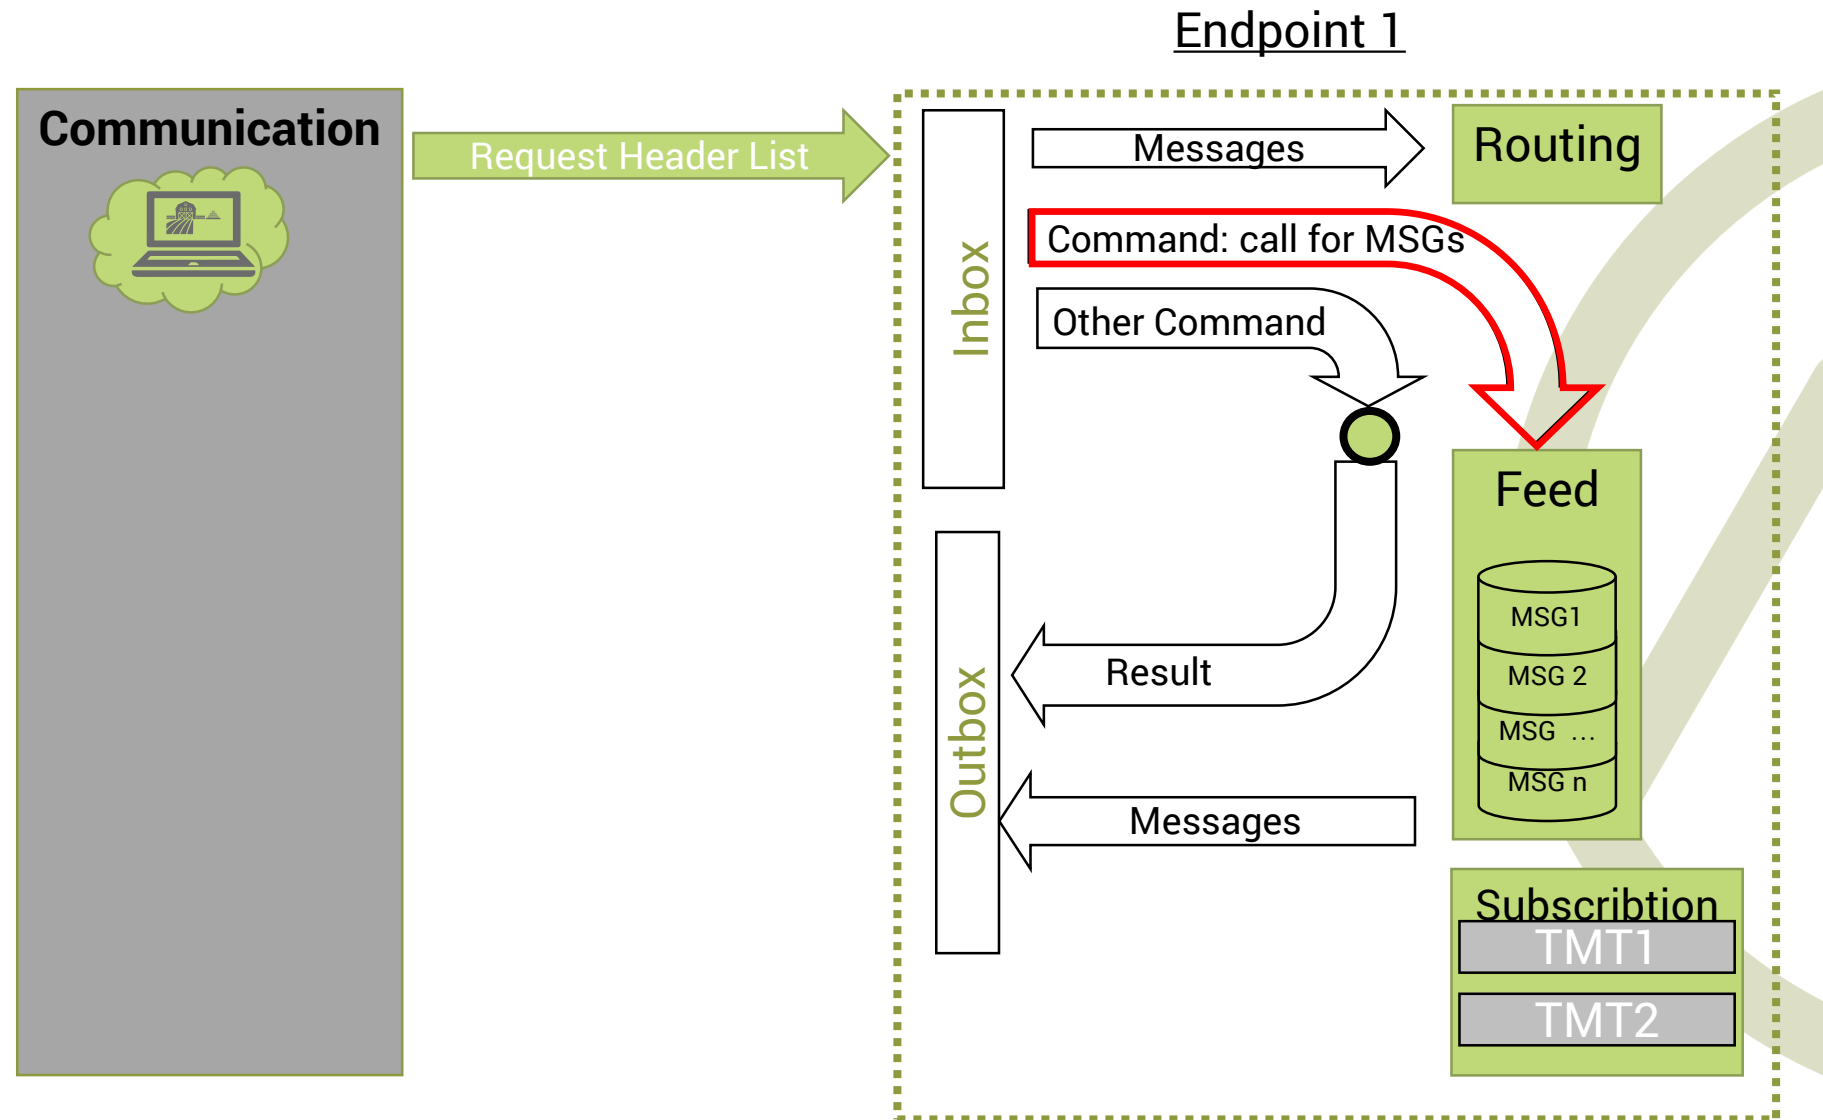 Endpoint 1
Communication
Request Header List
Messages
Routing
Command: call for MSGs
Other Command
Inbox
Feed
MSG1
MSG 2
MSG ...
MSG n
Result
Outbox
Messages
Subscribtion
TMT1
TMT2